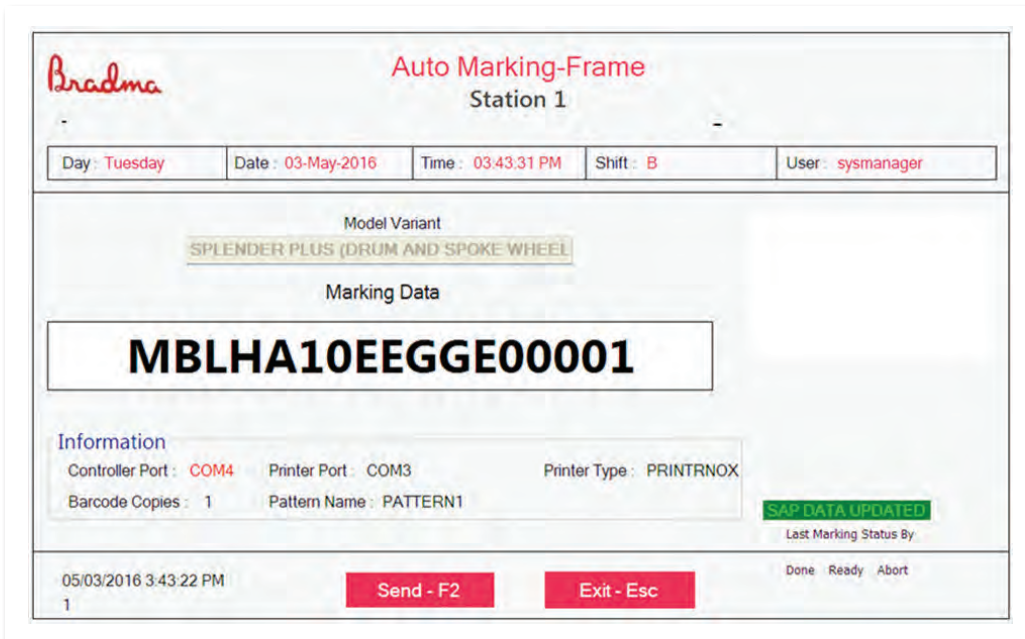 Bradma
Auto Marking-Frame
Station 1
Day : Tuesday Date : 03-May-2016 Time : 03.43.31 PM Shift : B User : sysmanager
Model Variant
SPLENDER PLUS (DRUM AND SPOKE WHEEL
Marking Data
MBLHA10EEGGE00001
Information
Controller Port : COM4 Printer Port : COM3 Printer Type : PRINTRNOX
Barcode Copies : 1 Pattern Name : PATTERN1
SAP DATA UPDATED
Last Marking Status By
Done Ready Abort
05/03/2016 3:43:22 PM
1
Send - F2 Exit - Esc